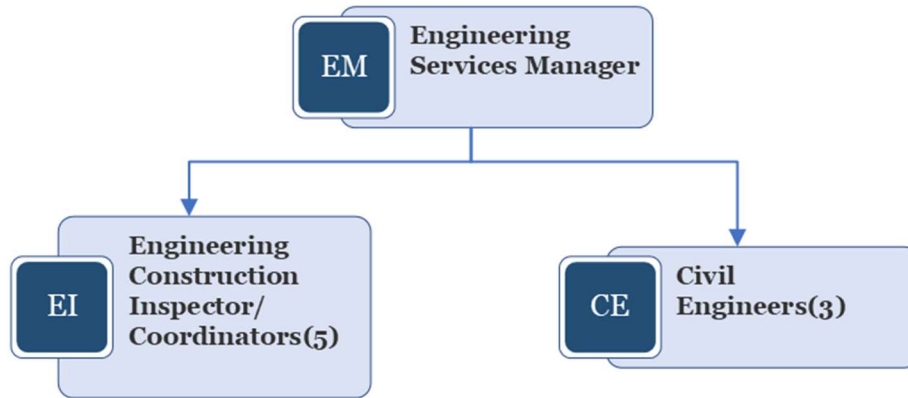 EM
Engineering
Services Manager
EI
Engineering
Construction
Inspector/
Coordinators(5)
CE
Civil
Engineers(3)